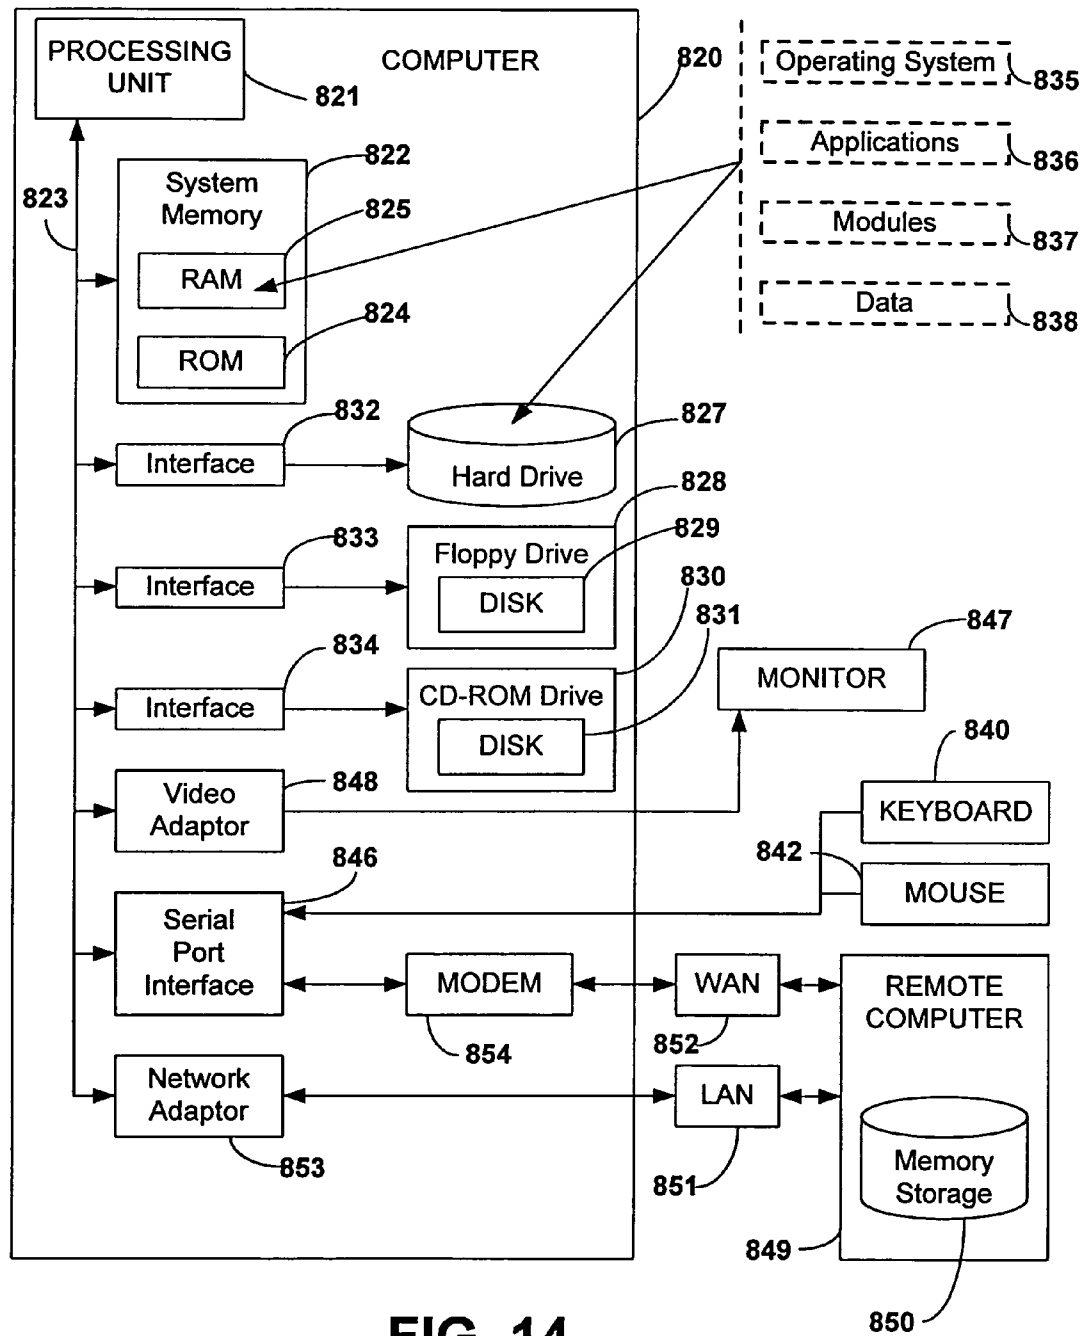 PROCESSING
UNIT
821
COMPUTER
820
Operating System
835
Applications
836
Modules
837
Data
838
823
822
System
Memory
825
RAM
824
ROM
832
Interface
827
Hard Drive
828
833
Interface
Floppy Drive
829
DISK
830
831
834
Interface
CD-ROM Drive
DISK
847
MONITOR
848
Video
Adaptor
840
KEYBOARD
842
MOUSE
846
Serial
Port
Interface
MODEM
854
WAN
852
REMOTE
COMPUTER
Network
Adaptor
853
LAN
851
Memory
Storage
849
850
FIG. 14